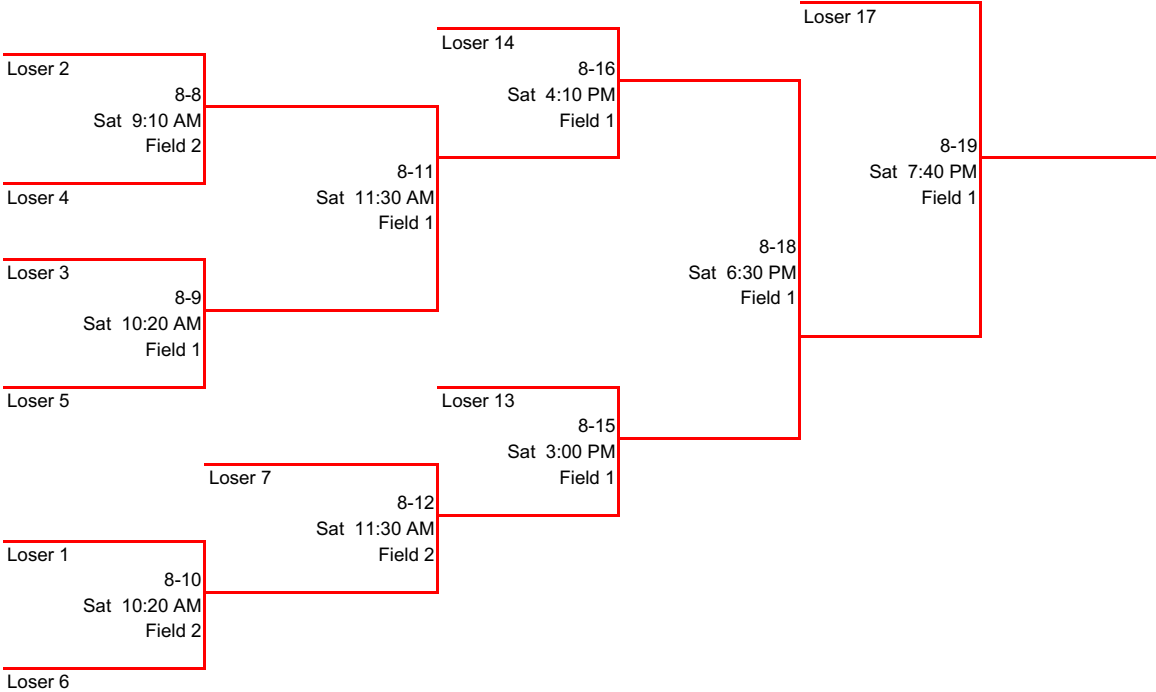 Loser 17
Loser 14
8-16
Sat  4:10 PM
Field 1
Loser 2
8-8
Sat  9:10 AM
Field 2
Loser 4
8-11
Sat  11:30 AM
Field 1
8-19
Sat  7:40 PM
Field 1
Loser 3
8-9
Sat  10:20 AM
Field 1
Loser 5
8-18
Sat  6:30 PM
Field 1
Loser 13
8-15
Sat  3:00 PM
Field 1
Loser 7
8-12
Sat  11:30 AM
Field 2
Loser 1
8-10
Sat  10:20 AM
Field 2
Loser 6